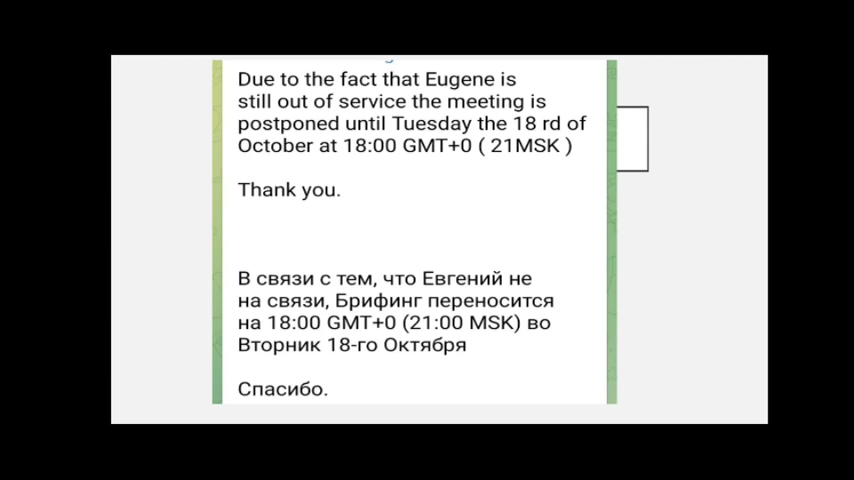 Due to the fact that Eugene is
still out of service the meeting is
postponed until Tuesday the 18 rd of
October at 18:00 GMT+0 ( 21MSK )
Thank you.
В связи с тем, что Евгений не
на связи, Брифинг переносится
на 18:00 GMT+0 (21:00 MSK) во
Вторник 18-го Октября
Спасибо.